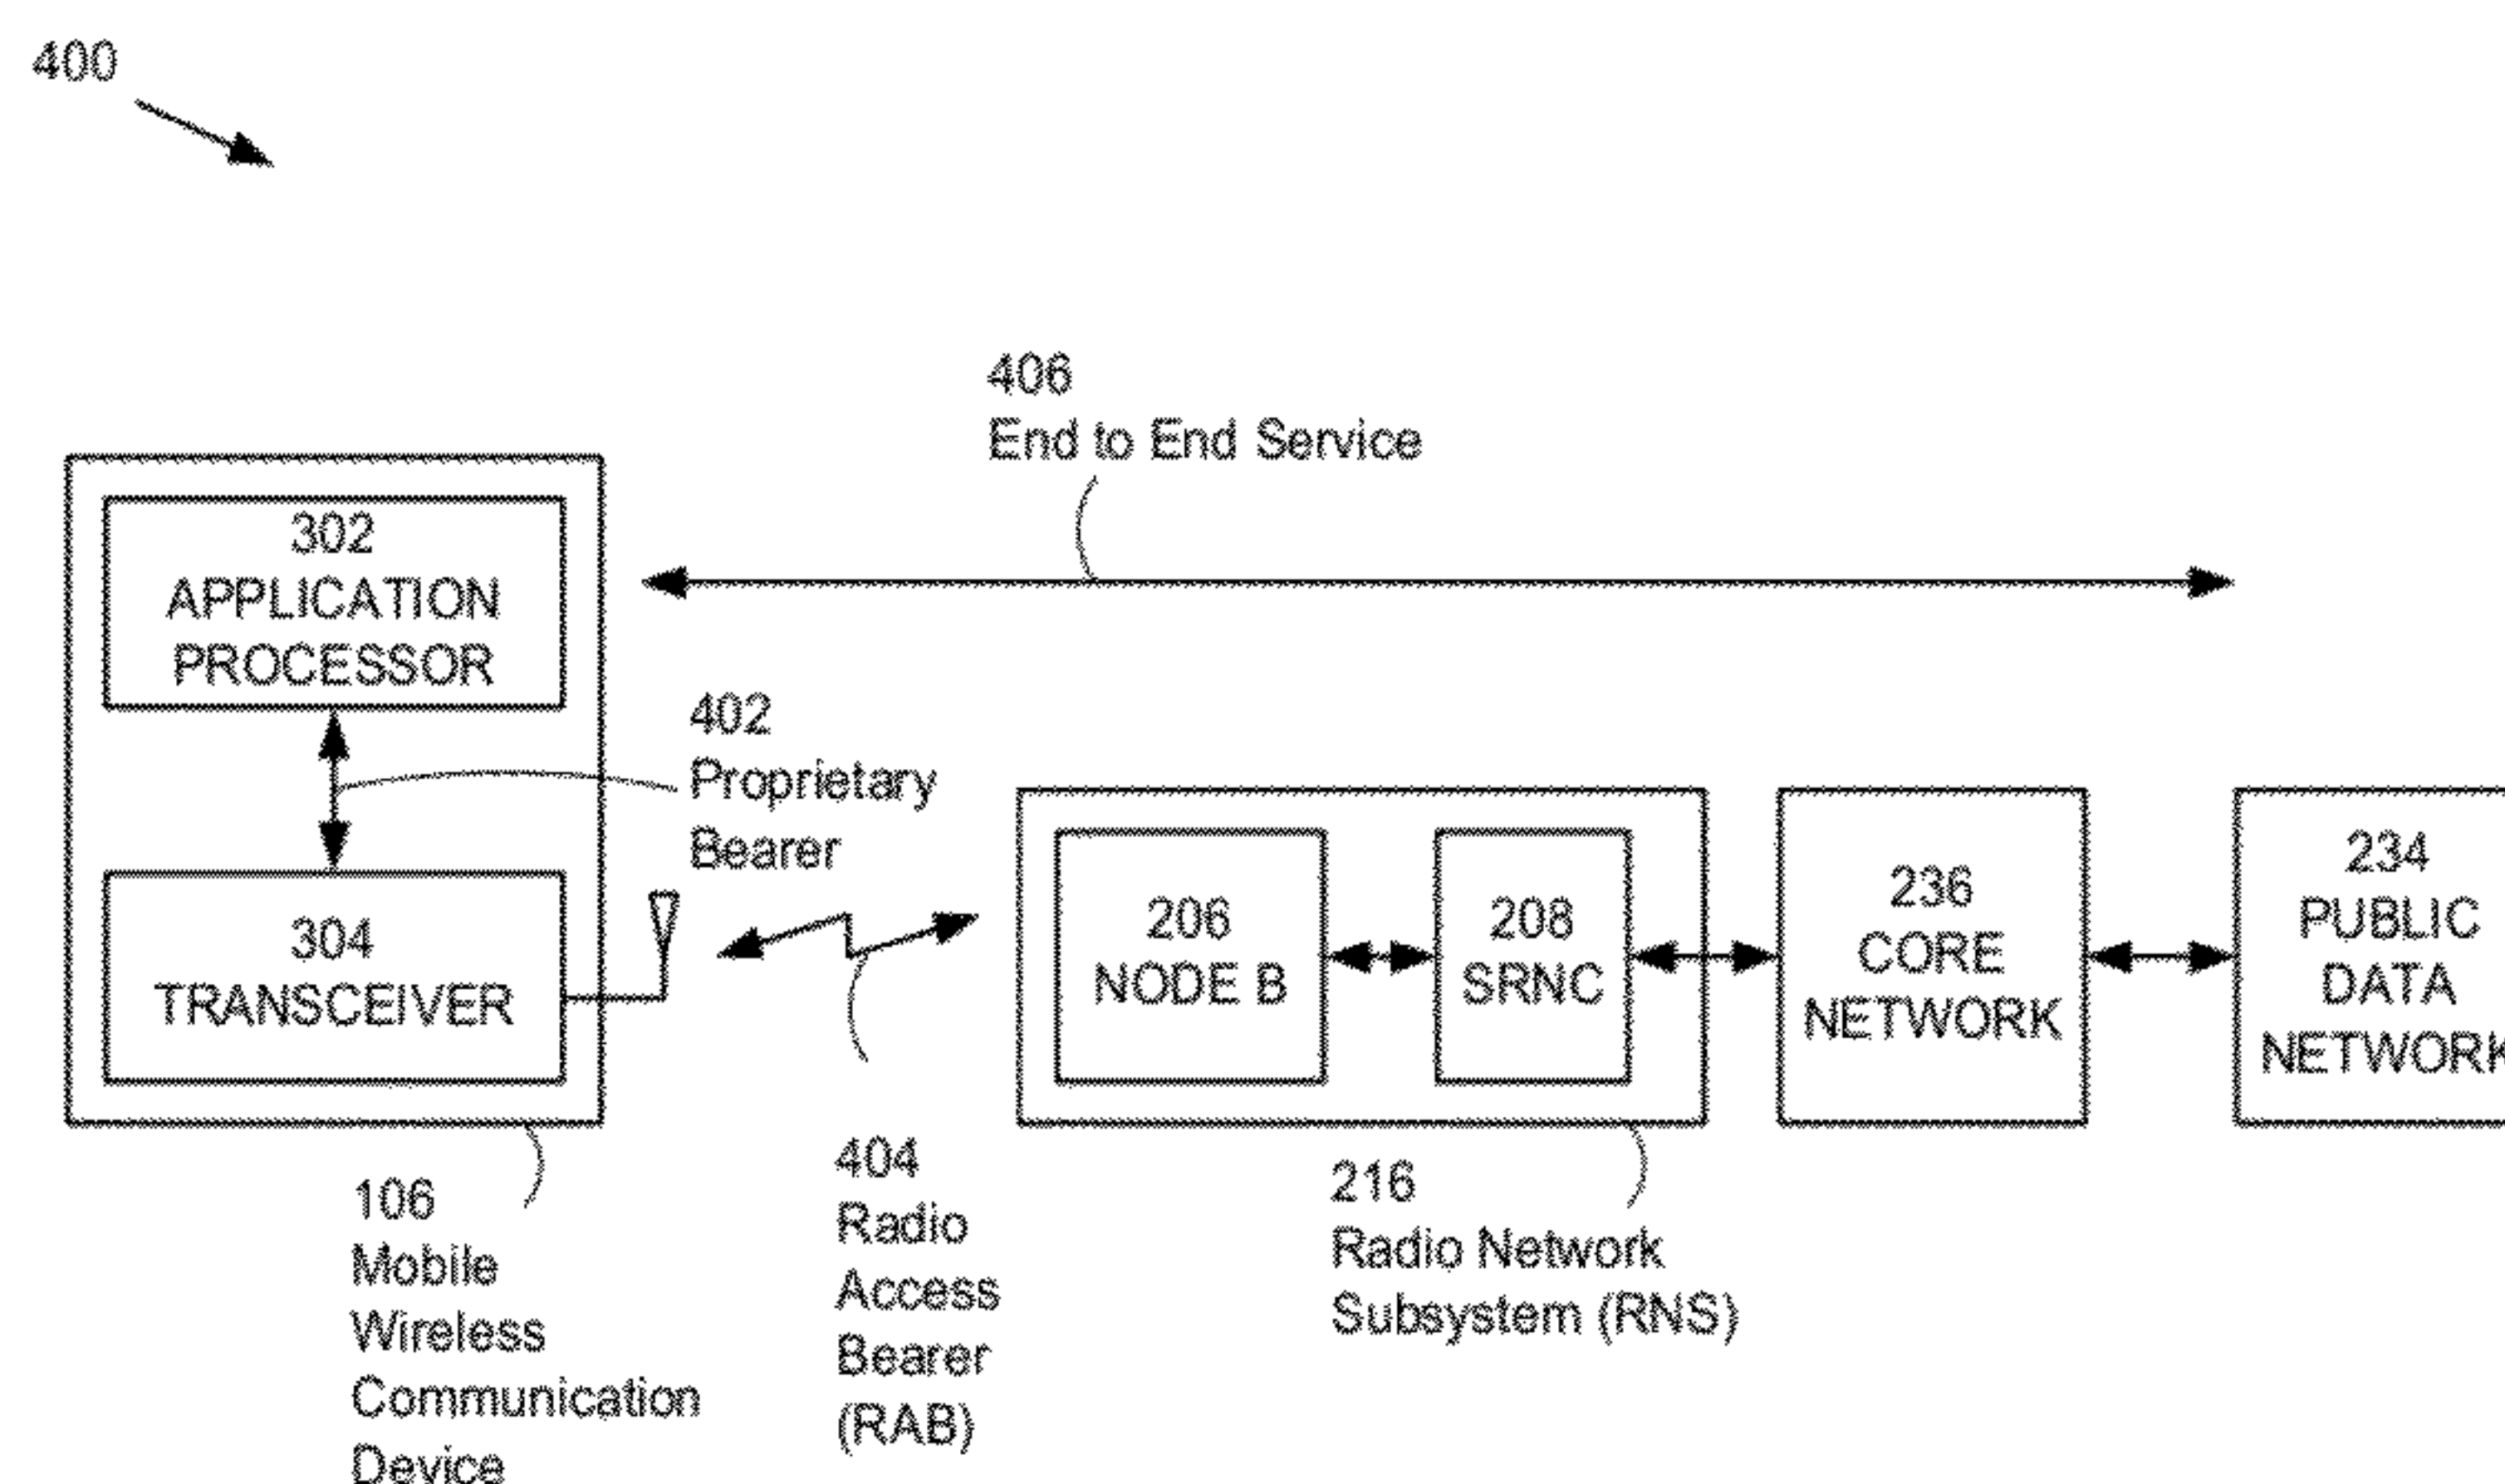 400
406
End to End Service
302
APPLICATION
PROCESSOR
402
Proprietary
Bearer
304
TRANSCEIVER
206
NODE B
208
SRNC
236
CORE
NETWORK
234
PUBLIC
DATA
NETWORK
106
Mobile
Wireless
Communication
Device
404
Radio
Access
Bearer
(RAB)
216
Radio Network
Subsystem (RNS)